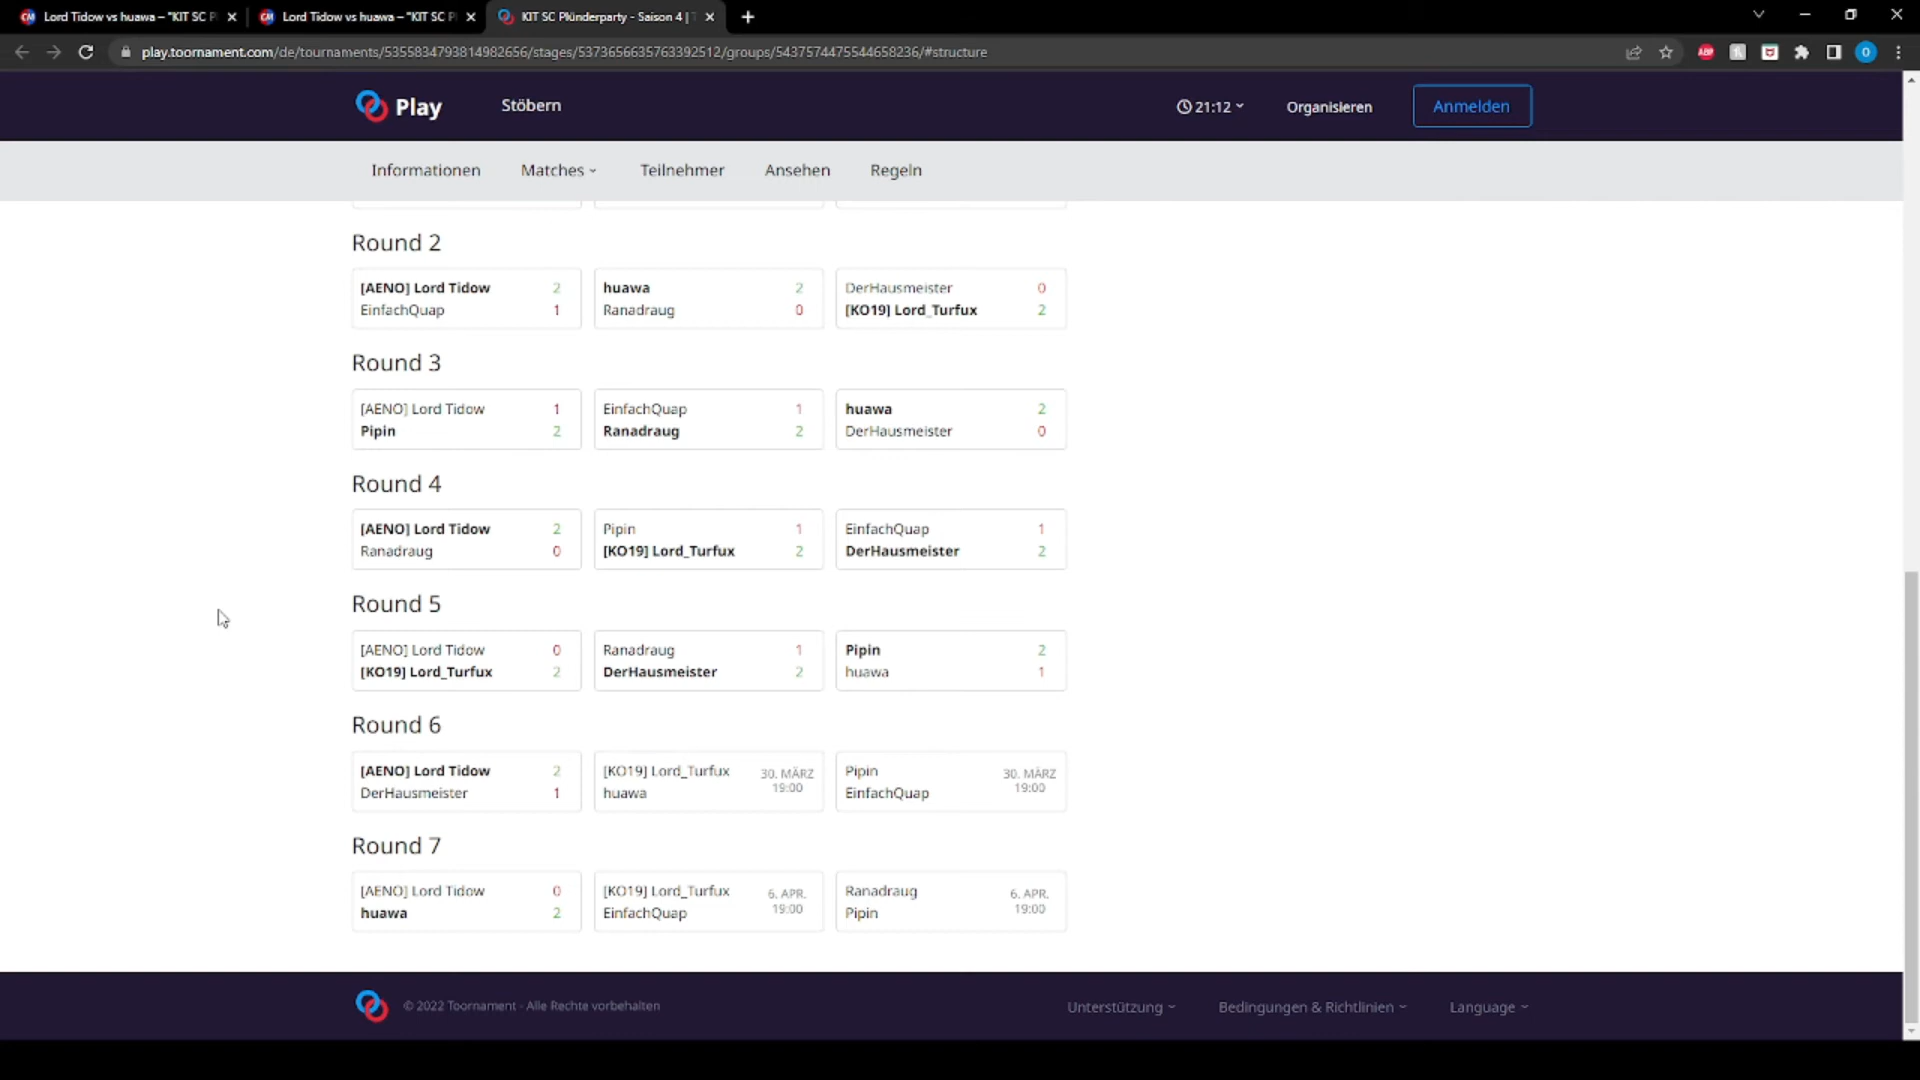 Lord Tidow vs huawa – "KIT SC P
Lord Tidow vs huawa – "KIT SC P
KIT SC Plünderparty - Saison 4 |
play.toornament.com/de/tournaments/5355834793814982656/stages/5373656635763392512/groups/5437574475544658236/#structure
ABP
O
Play
Stöbern
21:12
Organisieren
Anmelden
Informationen
Matches
Teilnehmer
Ansehen
Regeln
Round 2
[AENO] Lord Tidow 2
EinfachQuap 1
huawa 2
Ranadraug 0
DerHausmeister 0
[KO19] Lord_Turfux 2
Round 3
[AENO] Lord Tidow 1
Pipin 2
EinfachQuap 1
Ranadraug 2
huawa 2
DerHausmeister 0
Round 4
[AENO] Lord Tidow 2
Ranadraug 0
Pipin 1
[KO19] Lord_Turfux 2
EinfachQuap 1
DerHausmeister 2
Round 5
[AENO] Lord Tidow 0
[KO19] Lord_Turfux 2
Ranadraug 1
DerHausmeister 2
Pipin 2
huawa 1
Round 6
[AENO] Lord Tidow 2
DerHausmeister 1
[KO19] Lord_Turfux
huawa
30. MÄRZ
19:00
Pipin
EinfachQuap
30. MÄRZ
19:00
Round 7
[AENO] Lord Tidow 0
huawa 2
[KO19] Lord_Turfux
EinfachQuap
6. APR.
19:00
Ranadraug
Pipin
6. APR.
19:00
© 2022 Toornament - Alle Rechte vorbehalten
Unterstützung
Bedingungen & Richtlinien
Language